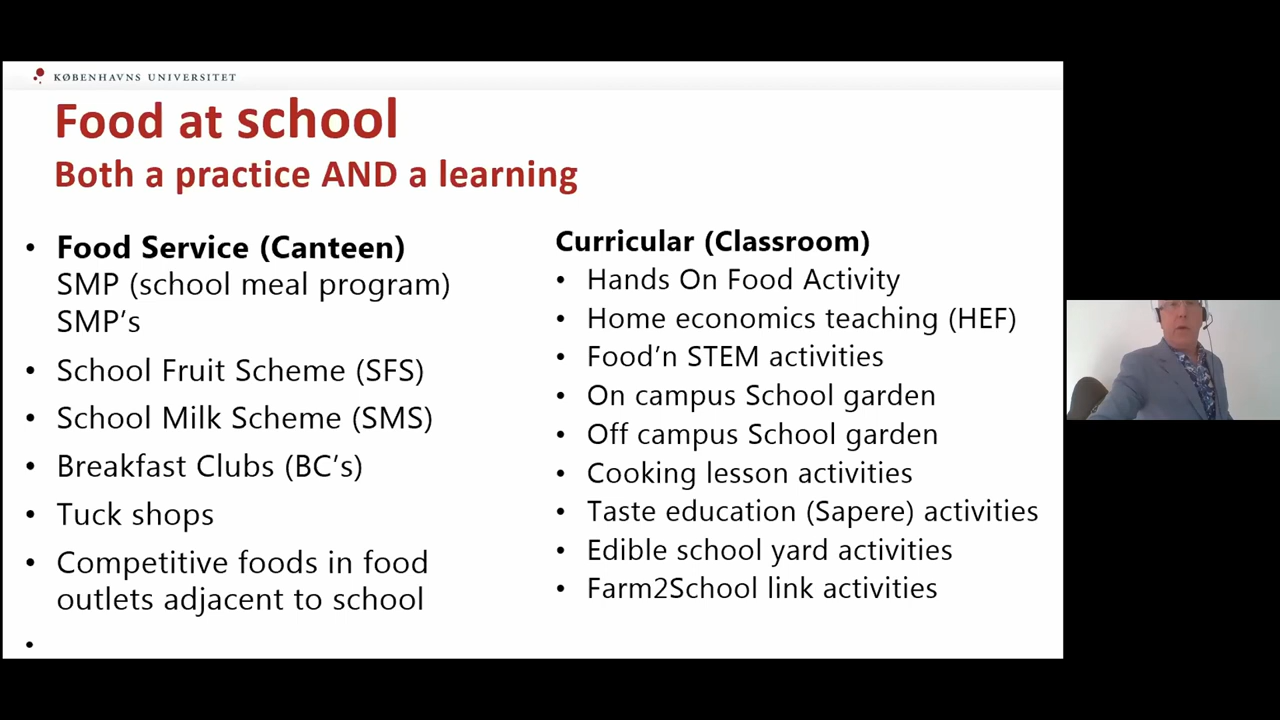 KØBENHAVNS UNIVERSITET
Food at school
Both a practice AND a learning
• Food Service (Canteen)
SMP (school meal program)
SMP’s
• School Fruit Scheme (SFS)
• School Milk Scheme (SMS)
• Breakfast Clubs (BC’s)
• Tuck shops
• Competitive foods in food
outlets adjacent to school
•
Curricular (Classroom)
• Hands On Food Activity
• Home economics teaching (HEF)
• Food’n STEM activities
• On campus School garden
• Off campus School garden
• Cooking lesson activities
• Taste education (Sapere) activities
• Edible school yard activities
• Farm2School link activities